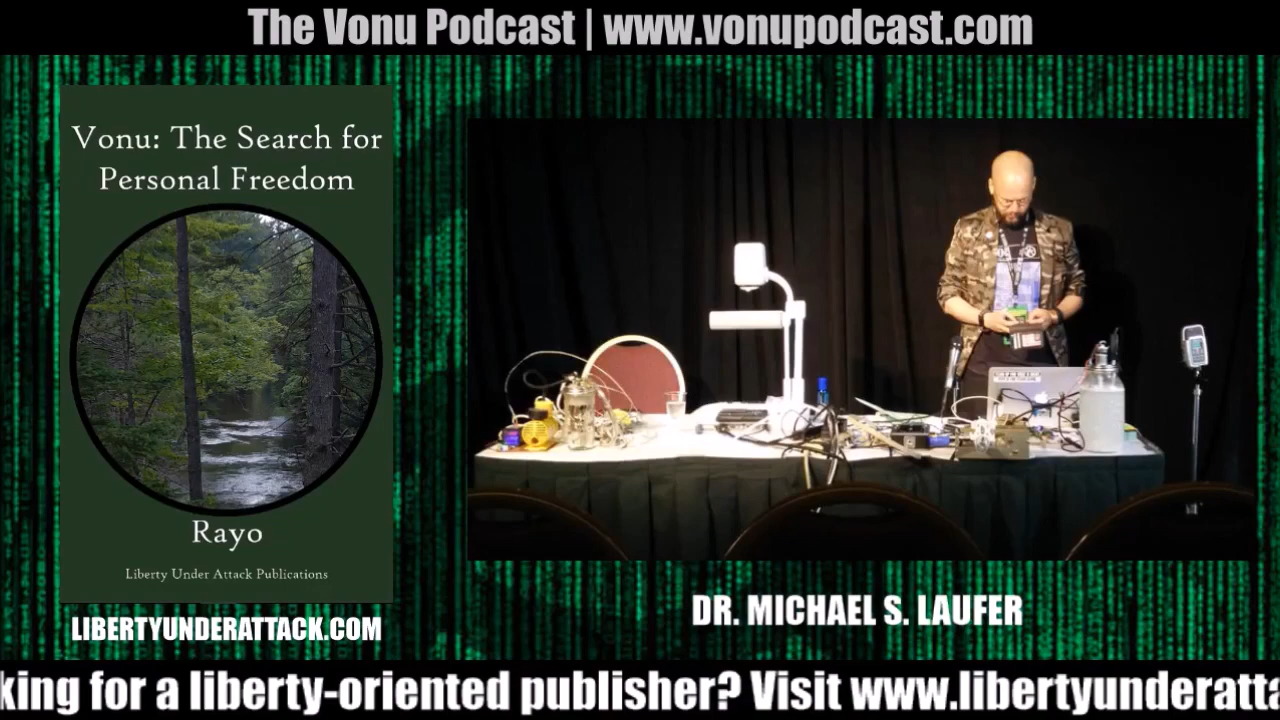 The Vonu Podcast | www.vonupodcast.com
Vonu: The Search for
Personal Freedom
Rayo
Liberty Under Attack Publications
LIBERTYUNDERATTACK.COM
DR. MICHAEL S. LAUFER
king for a liberty-oriented publisher? Visit www.libertyunderatta